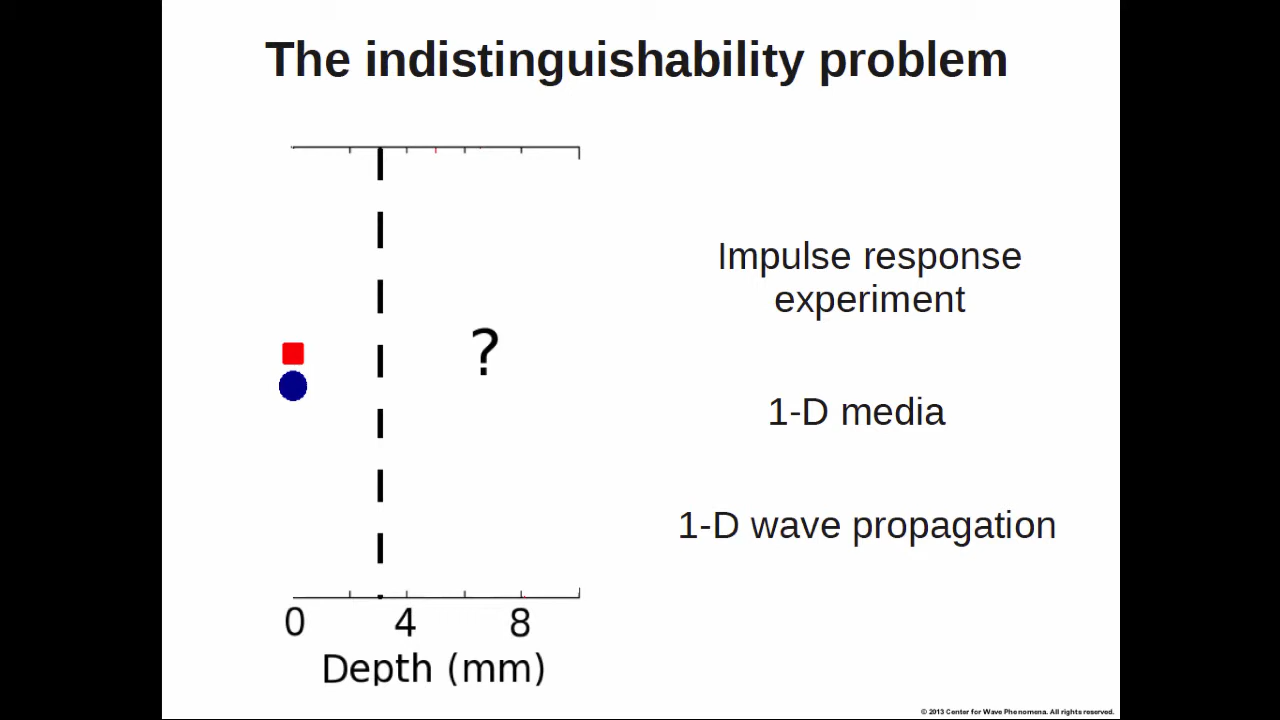 The indistinguishability problem
Impulse response
experiment
?
1-D media
1-D wave propagation
0 4 8
Depth (mm)
© 2013 Center for Wave Phenomena. All rights reserved.